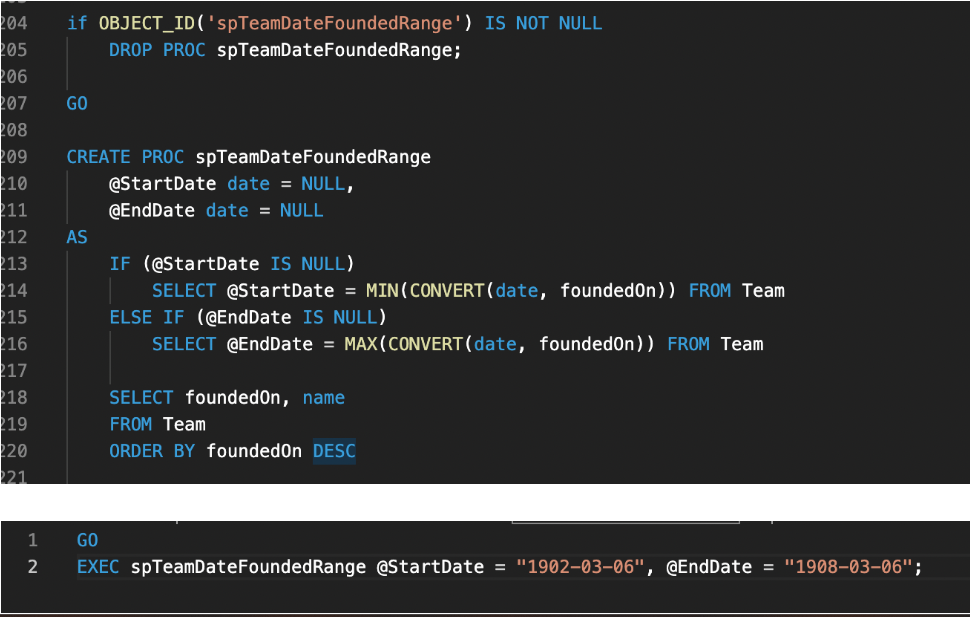 204 if OBJECT_ID('spTeamDateFoundedRange') IS NOT NULL
205 DROP PROC spTeamDateFoundedRange;
206
207 GO
208
209 CREATE PROC spTeamDateFoundedRange
210 @StartDate date = NULL,
211 @EndDate date = NULL
212 AS
213 IF (@StartDate IS NULL)
214 SELECT @StartDate = MIN(CONVERT(date, foundedOn)) FROM Team
215 ELSE IF (@EndDate IS NULL)
216 SELECT @EndDate = MAX(CONVERT(date, foundedOn)) FROM Team
217
218 SELECT foundedOn, name
219 FROM Team
220 ORDER BY foundedOn DESC
221
1 GO
2 EXEC spTeamDateFoundedRange @StartDate = "1902-03-06", @EndDate = "1908-03-06";